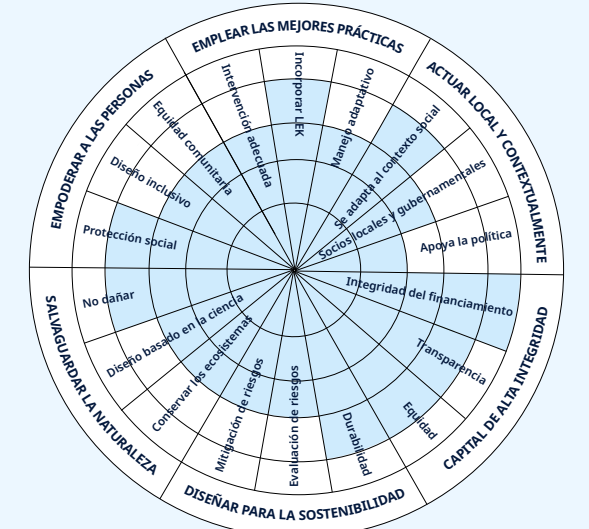 EMPLEAR LAS MEJORES PRÁCTICAS
Intervención adecuada
Incorporar LEK
Manejo adaptativo
ACTUAR LOCAL Y CONTEXTUALMENTE
Se adapta al contexto social
Socios locales y gubernamentales
Apoya la política
CAPITAL DE ALTA INTEGRIDAD
Integridad del financiamiento
Transparencia
Equidad
DISEÑAR PARA LA SOSTENIBILIDAD
Durabilidad
Evaluación de riesgos
Mitigación de riesgos
SALVAGUARDAR LA NATURALEZA
Conservar los ecosistemas
Diseño basado en la ciencia
No dañar
EMPODERAR A LAS PERSONAS
Protección social
Diseño inclusivo
Equidad comunitaria